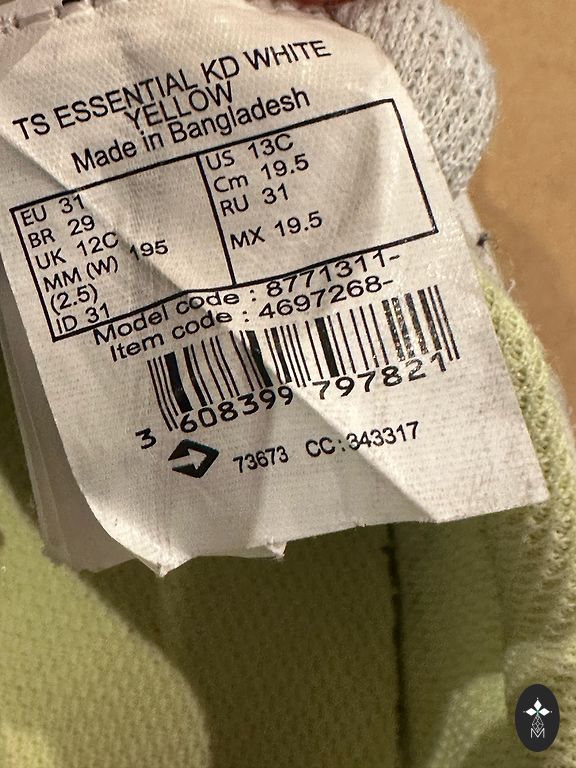 TS ESSENTIAL KD WHITE
YELLOW
Made in Bangladesh
EU 31
BR 29
UK 12C
MM (W) 195
(2.5)
ID 31
US 13C
Cm 19.5
RU 31
MX 19.5
Model code : 8771311-
Item code : 4697268-
3 608399 797821
73673 CC:343317
M